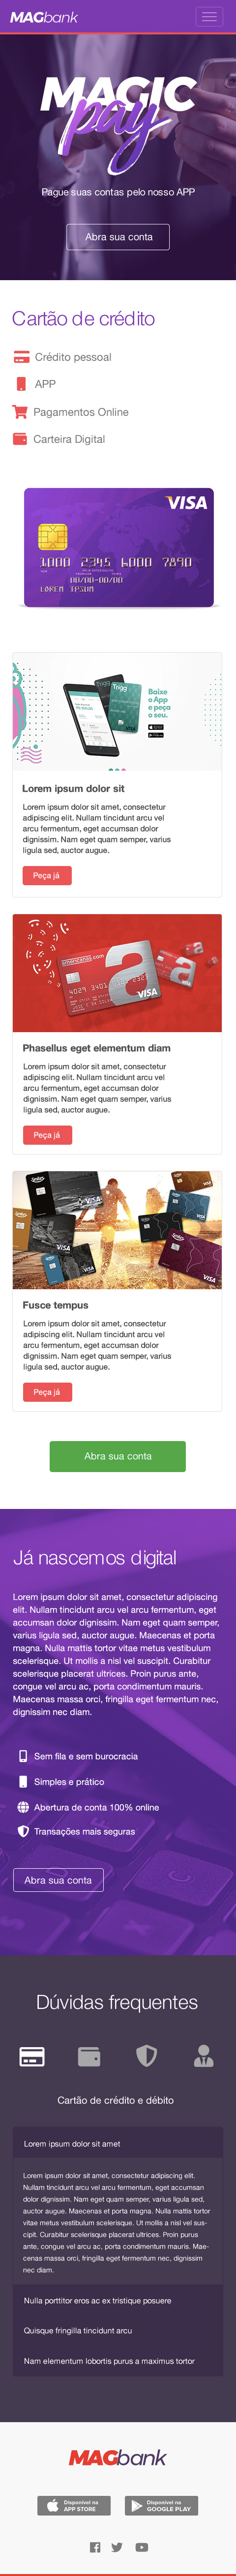 MAGbank
MAGIC
pay
Pague suas contas pelo nosso APP
Abra sua conta
Cartão de crédito
Crédito pessoal
APP
Pagamentos Online
Carteira Digital
VISA
LOREM IPSUM
Trigg
Baixe
o App
e peça
o seu.
Lorem ipsum dolor sit
Lorem ipsum dolor sit amet, consectetur
adipiscing elit. Nullam tincidunt arcu vel
arcu fermentum, eget accumsan dolor
dignissim. Nam eget quam semper, varius
ligula sed, auctor augue.
Peça já
americanas.com
a
VISA
Phasellus eget elementum diam
Lorem ipsum dolor sit amet, consectetur
adipiscing elit. Nullam tincidunt arcu vel
arcu fermentum, eget accumsan dolor
dignissim. Nam eget quam semper, varius
ligula sed, auctor augue.
Peça já
VISA
VISA
Fusce tempus
Lorem ipsum dolor sit amet, consectetur
adipiscing elit. Nullam tincidunt arcu vel
arcu fermentum, eget accumsan dolor
dignissim. Nam eget quam semper, varius
ligula sed, auctor augue.
Peça já
Abra sua conta
Já nascemos digital
Lorem ipsum dolor sit amet, consectetur adipiscing
elit. Nullam tincidunt arcu vel arcu fermentum, eget
accumsan dolor dignissim. Nam eget quam semper,
varius ligula sed, auctor augue. Maecenas et porta
magna. Nulla mattis tortor vitae metus vestibulum
scelerisque. Ut mollis a nisl vel suscipit. Curabitur
scelerisque placerat ultrices. Proin purus ante,
congue vel arcu ac, porta condimentum mauris.
Maecenas massa orci, fringilla eget fermentum nec,
dignissim nec diam.
Sem fila e sem burocracia
Simples e prático
Abertura de conta 100% online
Transações mais seguras
Abra sua conta
Dúvidas frequentes
Cartão de crédito e débito
Lorem ipsum dolor sit amet
Lorem ipsum dolor sit amet, consectetur adipiscing elit.
Nullam tincidunt arcu vel arcu fermentum, eget accumsan
dolor dignissim. Nam eget quam semper, varius ligula sed,
auctor augue. Maecenas et porta magna. Nulla mattis tortor
vitae metus vestibulum scelerisque. Ut mollis a nisl vel sus-
cipit. Curabitur scelerisque placerat ultrices. Proin purus
ante, congue vel arcu ac, porta condimentum mauris. Mae-
cenas massa orci, fringilla eget fermentum nec, dignissim
nec diam.
Nulla porttitor eros ac ex tristique posuere
Quisque fringilla tincidunt arcu
Nam elementum lobortis purus a maximus tortor
MAGbank
Disponível na
APP STORE
Disponível na
GOOGLE PLAY